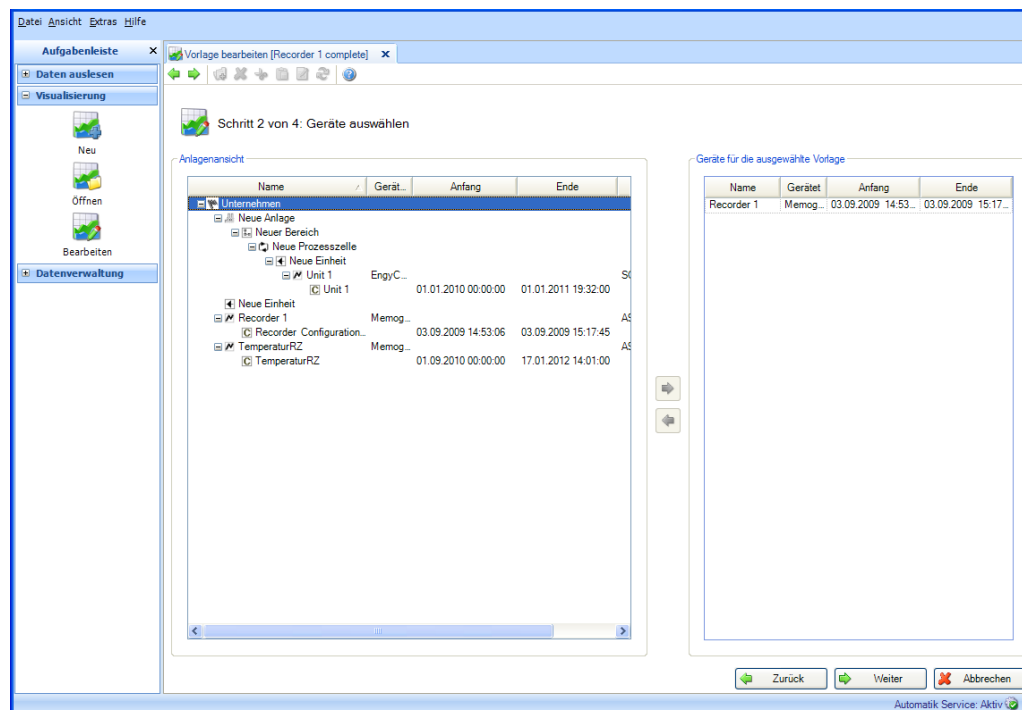 Datei Ansicht Extras Hilfe
Aufgabenleiste
Vorlage bearbeiten [Recorder 1 complete]
Daten auslesen
Visualisierung
Neu
Öffnen
Bearbeiten
Datenverwaltung
Schritt 2 von 4: Geräte auswählen
Anlagenansicht
Name Gerät... Anfang Ende
Unternehmen
Neue Anlage
Neuer Bereich
Neue Prozesszelle
Neue Einheit
Unit 1 EngyC...
Unit 1 01.01.2010 00:00:00 01.01.2011 19:32:00
Neue Einheit
Recorder 1 Memog...
Recorder Configuration... 03.09.2009 14:53:06 03.09.2009 15:17:45
TemperaturRZ Memog...
TemperaturRZ 01.09.2010 00:00:00 17.01.2012 14:01:00
Geräte für die ausgewählte Vorlage
Name Gerätet Anfang Ende
Recorder 1 Memog... 03.09.2009 14:53... 03.09.2009 15:17...
Zurück Weiter Abbrechen
Automatik Service: Aktiv